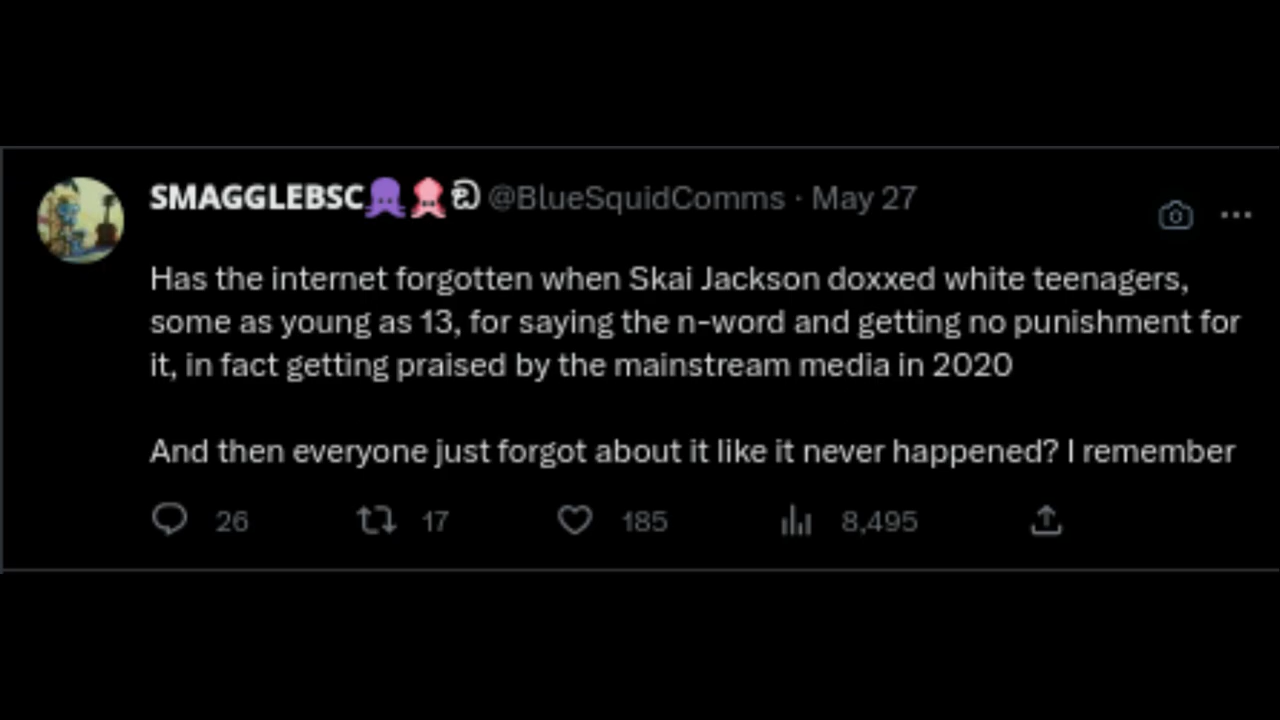 SMAGGLEBSC🐙🦑ඞ @BlueSquidComms · May 27
Has the internet forgotten when Skai Jackson doxxed white teenagers,
some as young as 13, for saying the n-word and getting no punishment for
it, in fact getting praised by the mainstream media in 2020
And then everyone just forgot about it like it never happened? I remember
26 17 185 8,495